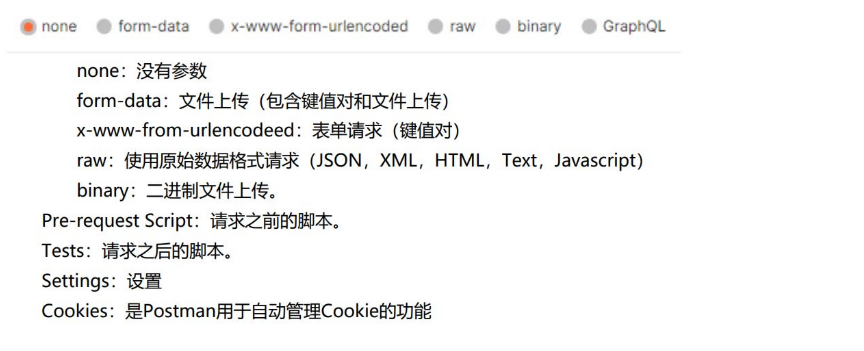 none form-data x-www-form-urlencoded raw binary GraphQL
none：没有参数
form-data：文件上传（包含键值对和文件上传）
x-www-from-urlencodeed：表单请求（键值对）
raw：使用原始数据格式请求（JSON，XML，HTML，Text，Javascript）
binary：二进制文件上传。
Pre-request Script：请求之前的脚本。
Tests：请求之后的脚本。
Settings：设置
Cookies：是Postman用于自动管理Cookie的功能